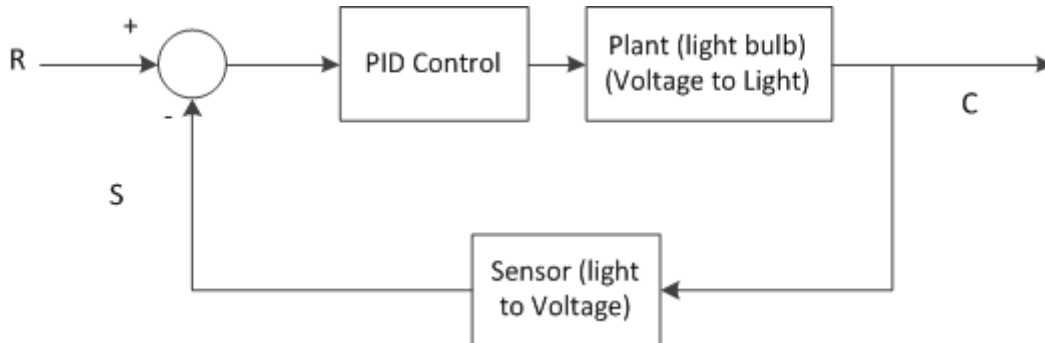 +
R
PID Control
Plant (light bulb)
(Voltage to Light)
C
-
S
Sensor (light
to Voltage)